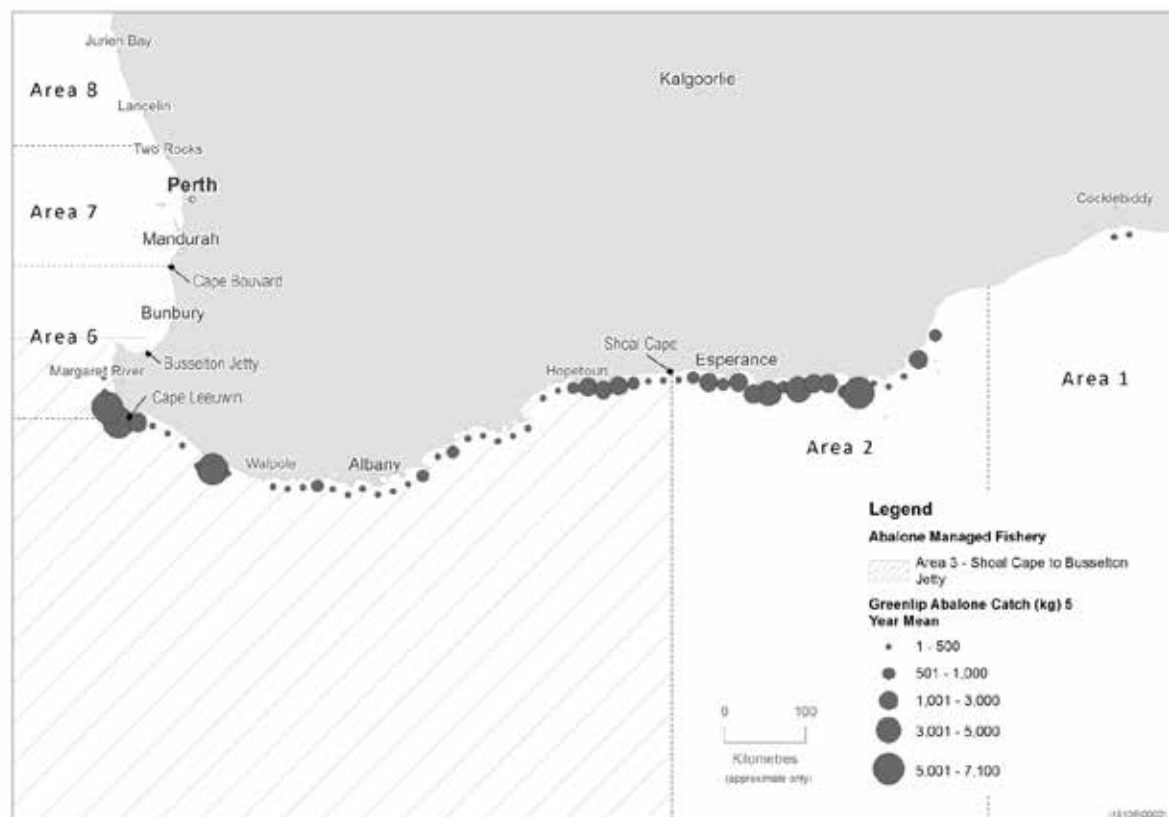 Jurien Bay
Area 8
Kalgoorlie
Lancelin
Two Rocks
Perth
Area 7
Cocklebiddy
Mandurah
Cape Bouvard
Bunbury
Area 6
Shoal Cape
Esperance
Busselton Jetty
Margaret River
Hopetoun
Area 1
Cape Leeuwin
Area 2
Walpole
Albany
Legend
Abalone Managed Fishery
Area 3 - Shoal Cape to Busselton
Jetty
Greenlip Abalone Catch (kg) 5
Year Mean
1 - 500
501 - 1,000
1,001 - 3,000
3,001 - 5,000
5,001 - 7,100
0
100
Kilometres
(approximate only)